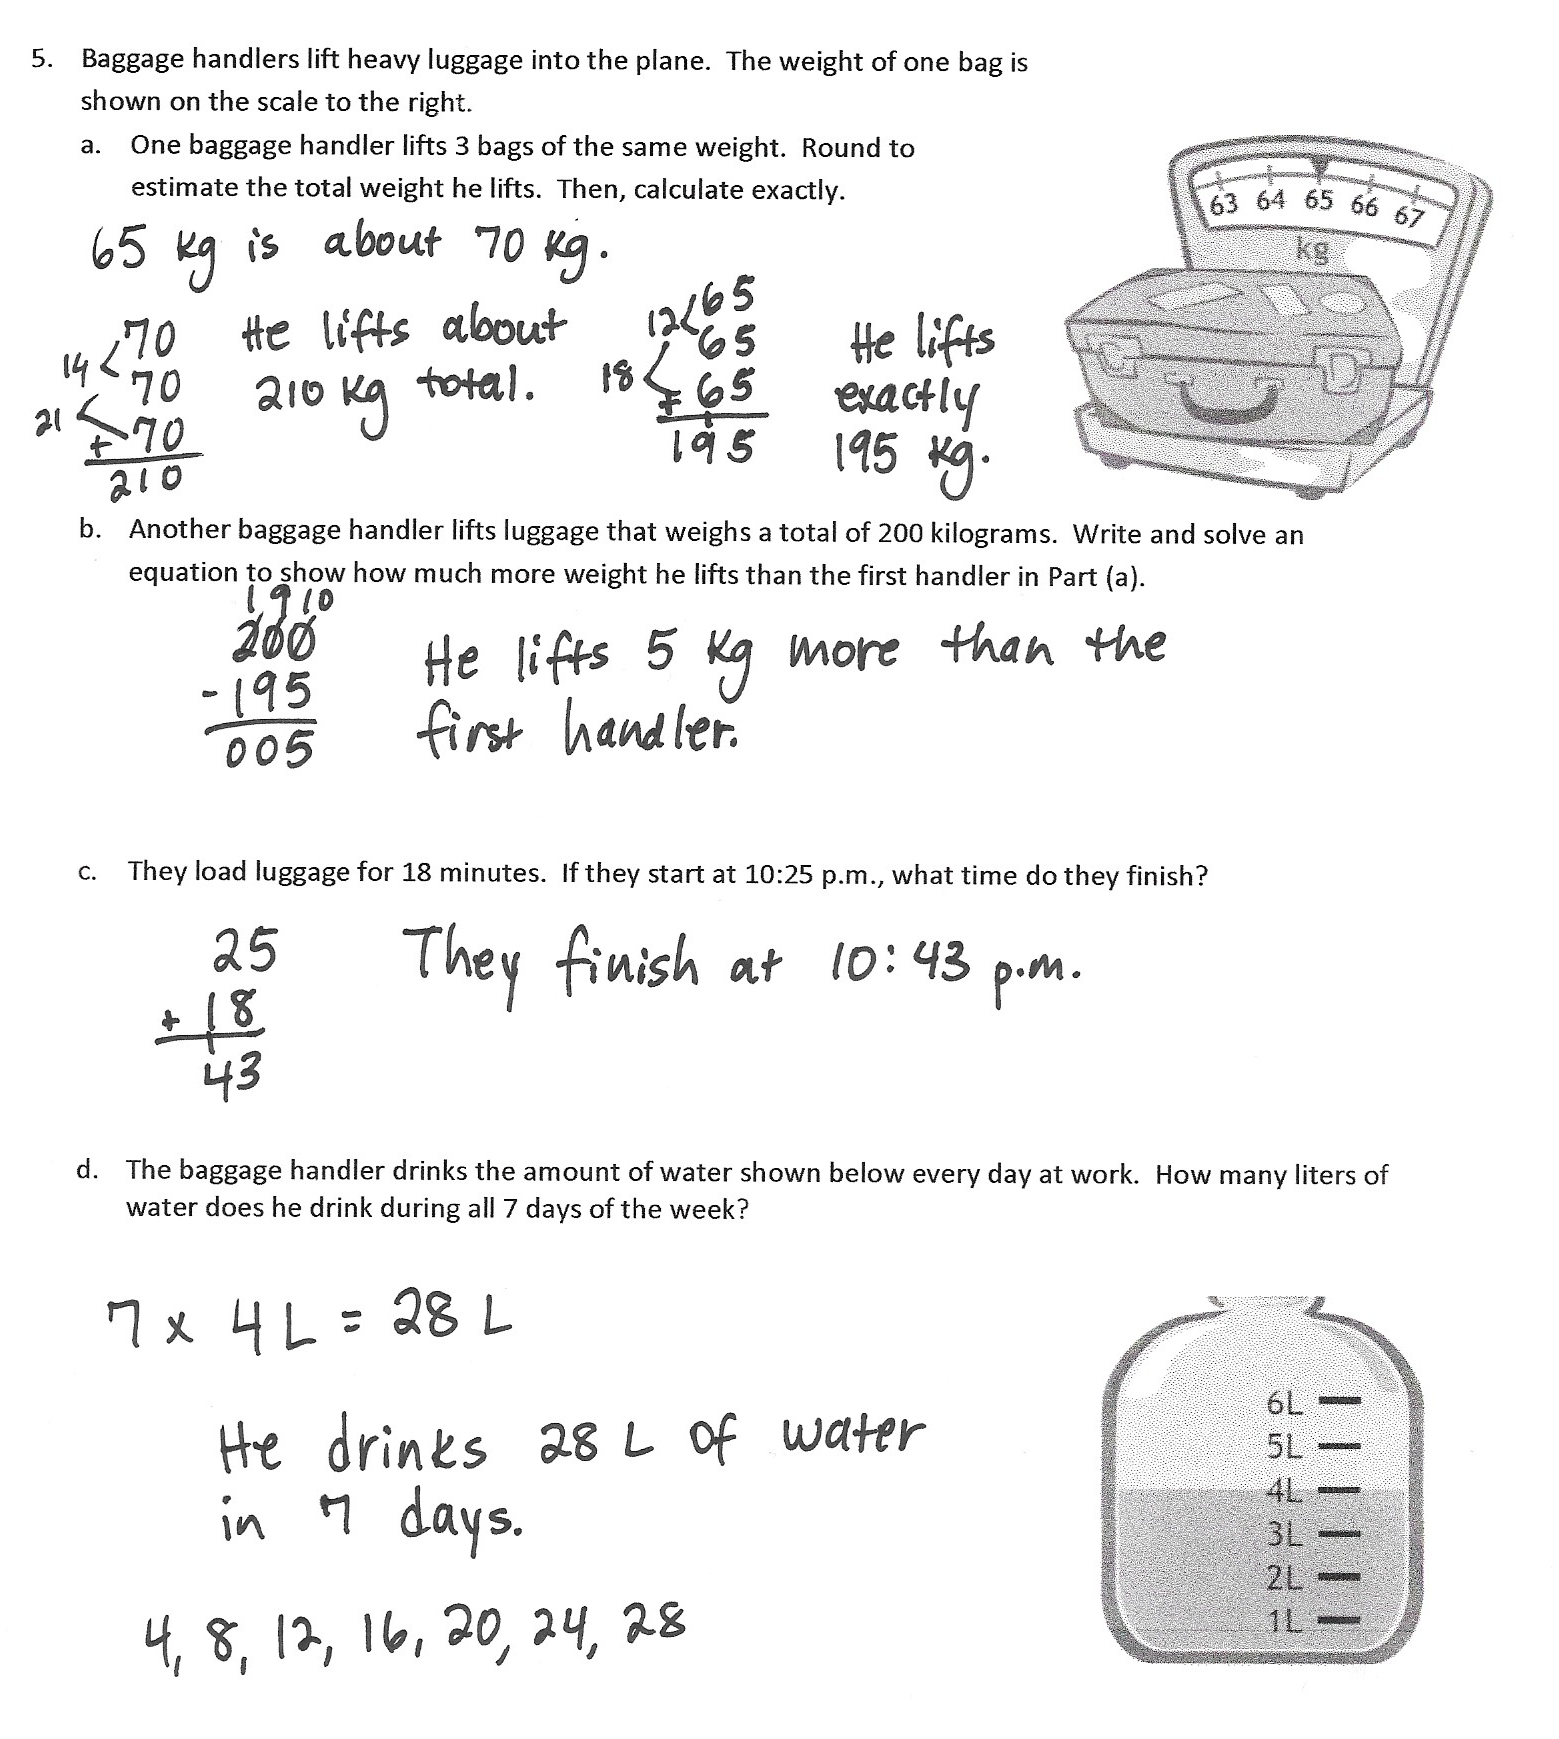 5. Baggage handlers lift heavy luggage into the plane. The weight of one bag is
shown on the scale to the right.
a. One baggage handler lifts 3 bags of the same weight. Round to
estimate the total weight he lifts. Then, calculate exactly.
63 64 65 66 67
kg
65 kg is about 70 kg.
14 < 70
70
21 < + 70
210
He lifts about
210 kg total.
12 < 65
65
18 < + 65
1
195
He lifts
exactly
195 kg.
b. Another baggage handler lifts luggage that weighs a total of 200 kilograms. Write and solve an
equation to show how much more weight he lifts than the first handler in Part (a).
1 9 10
200
- 195
005
He lifts 5 kg more than the
first handler.
c. They load luggage for 18 minutes. If they start at 10:25 p.m., what time do they finish?
25
+ 18
1
43
They finish at 10:43 p.m.
d. The baggage handler drinks the amount of water shown below every day at work. How many liters of
water does he drink during all 7 days of the week?
7 x 4 L = 28 L
He drinks 28 L of water
in 7 days.
4, 8, 12, 16, 20, 24, 28
6L
5L
4L
3L
2L
1L